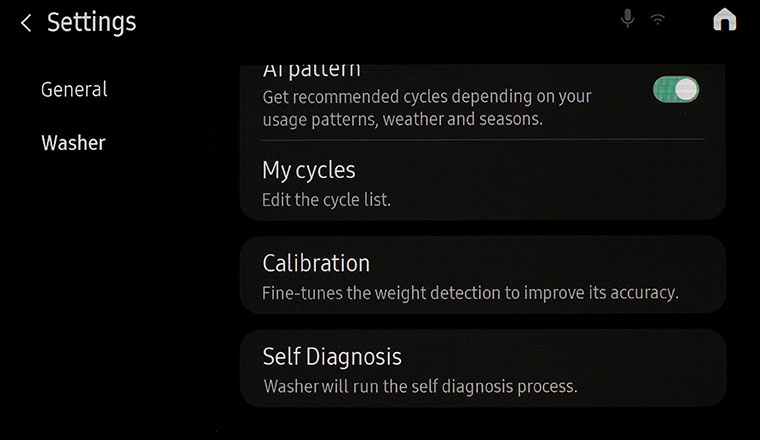 Settings
General
Washer
AI pattern
Get recommended cycles depending on your
usage patterns, weather and seasons.
My cycles
Edit the cycle list.
Calibration
Fine-tunes the weight detection to improve its accuracy.
Self Diagnosis
Washer will run the self diagnosis process.